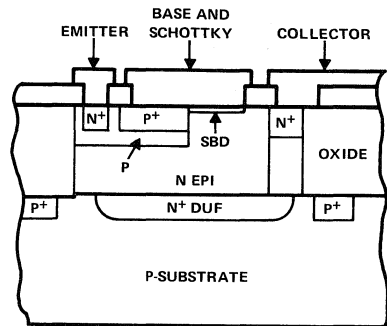 BASE AND
SCHOTTKY
EMITTER
COLLECTOR
N+
P+
N+
SBD
P
OXIDE
N EPI
P+
N+ DUF
P+
P-SUBSTRATE